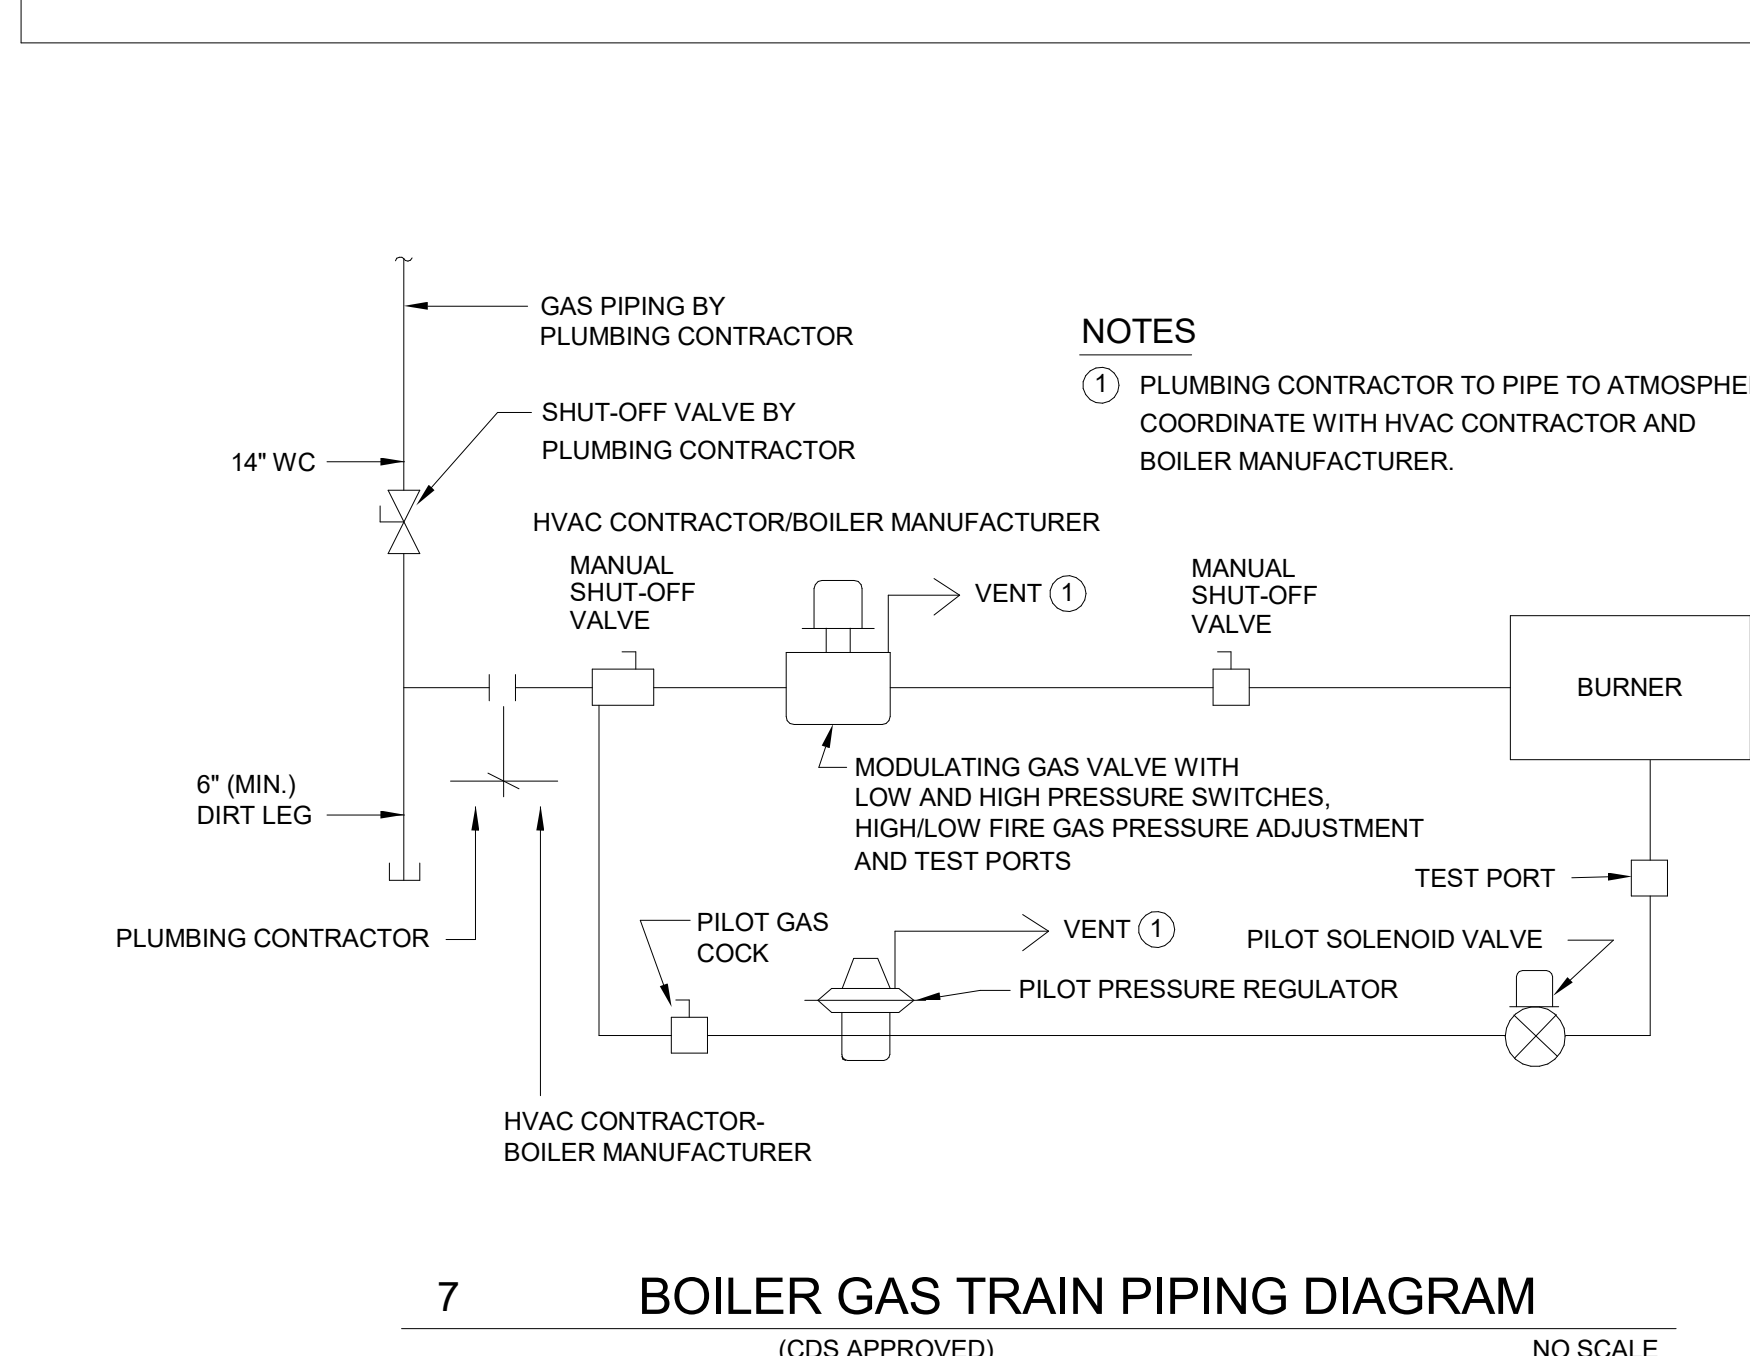 GAS PIPING BY
PLUMBING CONTRACTOR
NOTES
1 PLUMBING CONTRACTOR TO PIPE TO
COORDINATE WITH HVAC CONTRACTOR AND
BOILER MANUFACTURER.
SHUT-OFF VALVE BY
PLUMBING CONTRACTOR
14" WC
HVAC CONTRACTOR/BOILER MANUFACTURER
MANUAL
SHUT-OFF
VALVE
VENT 1
MANUAL
SHUT-OFF
VALVE
BURNER
MODULATING GAS VALVE WITH
LOW AND HIGH PRESSURE SWITCHES,
HIGH/LOW FIRE GAS PRESSURE ADJUSTMENT
AND TEST PORTS
6" (MIN.)
DIRT LEG
TEST PORT
PLUMBING CONTRACTOR
PILOT GAS
COCK
VENT 1
PILOT SOLENOID VALVE
PILOT PRESSURE REGULATOR
HVAC CONTRACTOR-
BOILER MANUFACTURER
7 BOILER GAS TRAIN PIPING DIAGRAM
(CDS APPROVED) NO SCALE